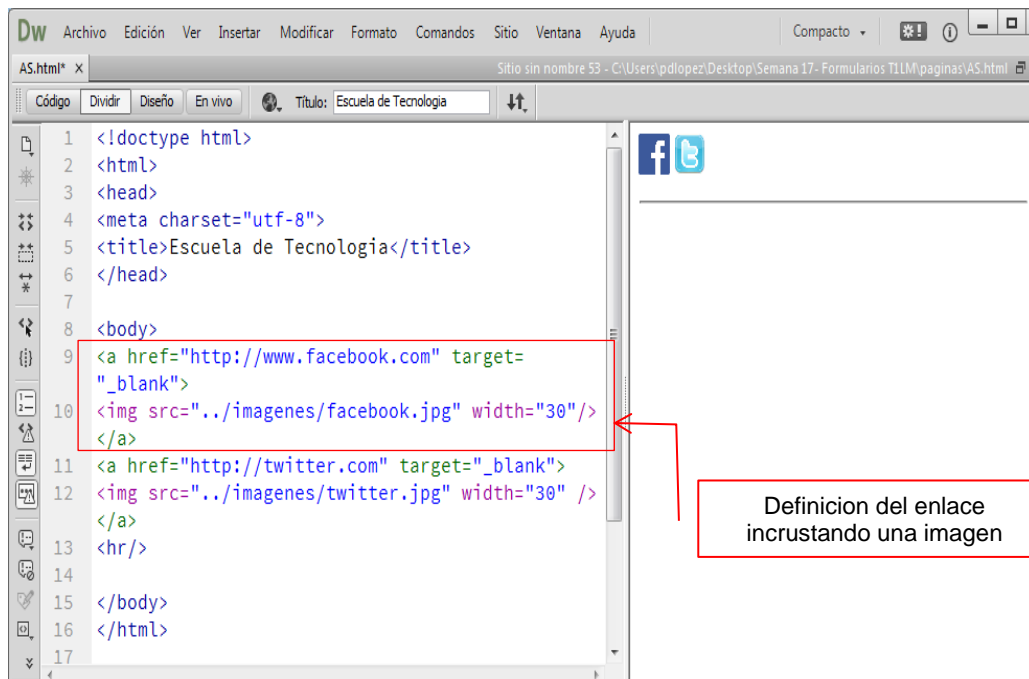 Dw Archivo Edición Ver Insertar Modificar Formato Comandos Sitio Ventana Ayuda Compacto
AS.html* × Sitio sin nombre 53 - C:\Users\pdlopez\Desktop\Semana 17- Formularios T1LM\paginas\AS.html
Código Dividir Diseño En vivo Título: Escuela de Tecnologia
1 <!doctype html>
2 <html>
3 <head>
4 <meta charset="utf-8">
5 <title>Escuela de Tecnologia</title>
6 </head>
7
8 <body>
9 <a href="http://www.facebook.com" target=
"_blank">
10 <img src="../imagenes/facebook.jpg" width="30"/>
</a>
11 <a href="http://twitter.com" target="_blank">
12 <img src="../imagenes/twitter.jpg" width="30" />
</a>
13 <hr/>
14
15 </body>
16 </html>
17
Definicion del enlace
incrustando una imagen